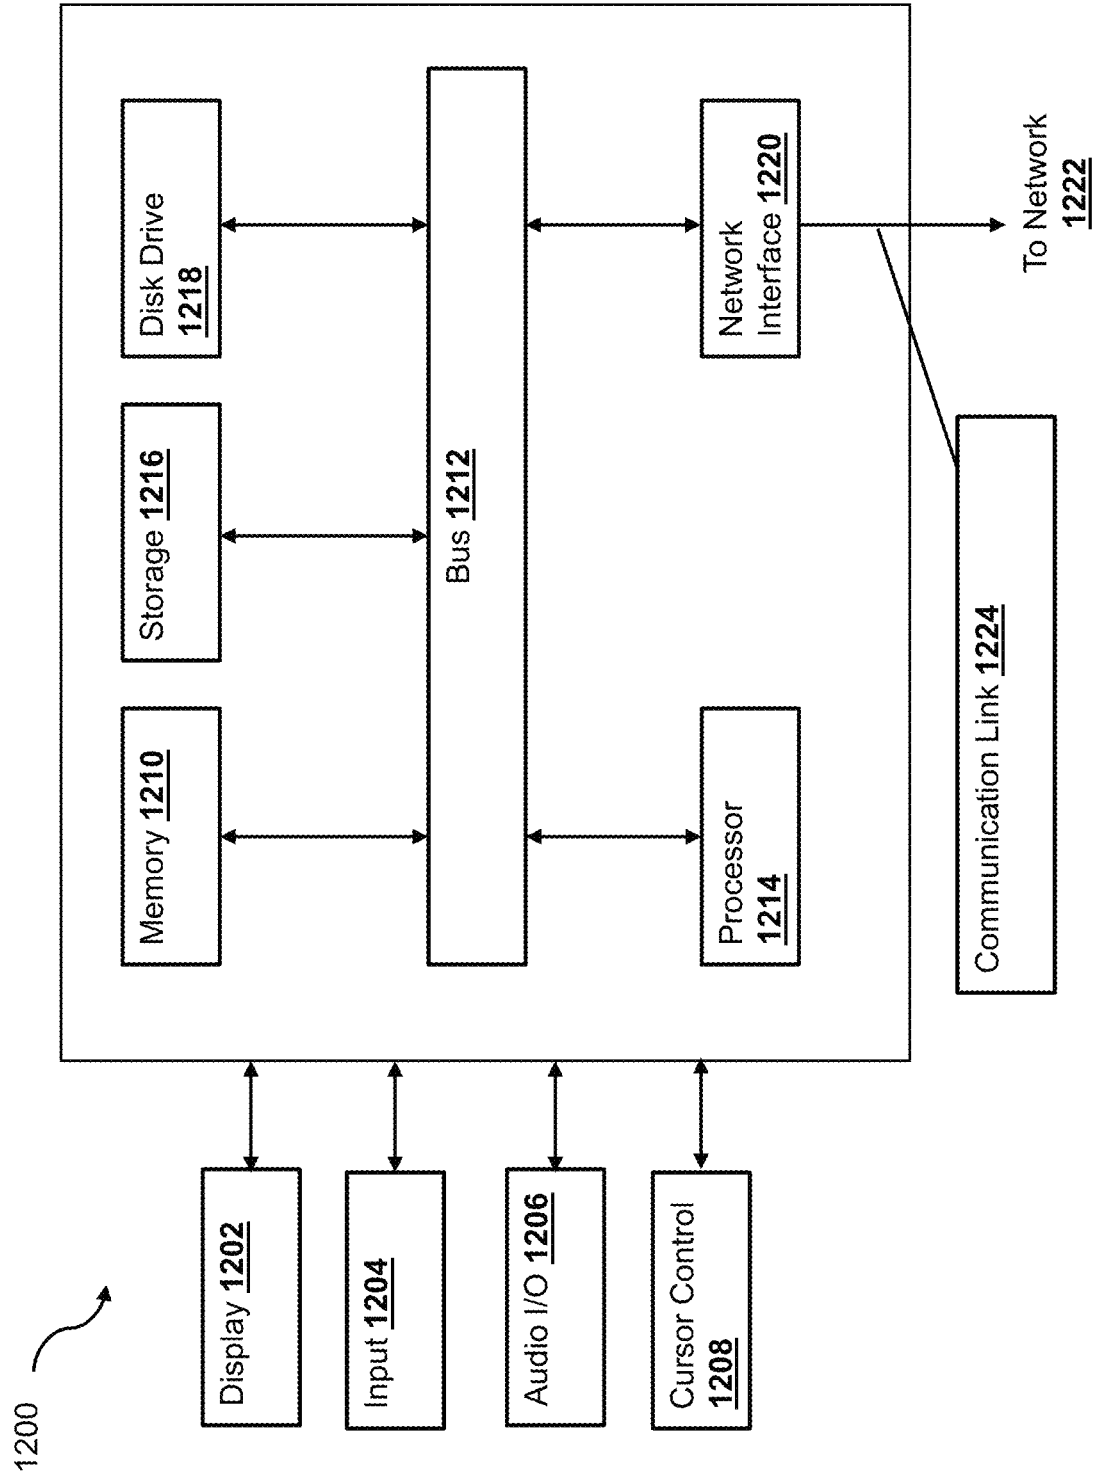 1200
Display 1202
Input 1204
Audio I/O 1206
Cursor Control
1208
Memory 1210
Storage 1216
Disk Drive
1218
Bus 1212
Processor
1214
Network
Interface 1220
Communication Link 1224
To Network
1222